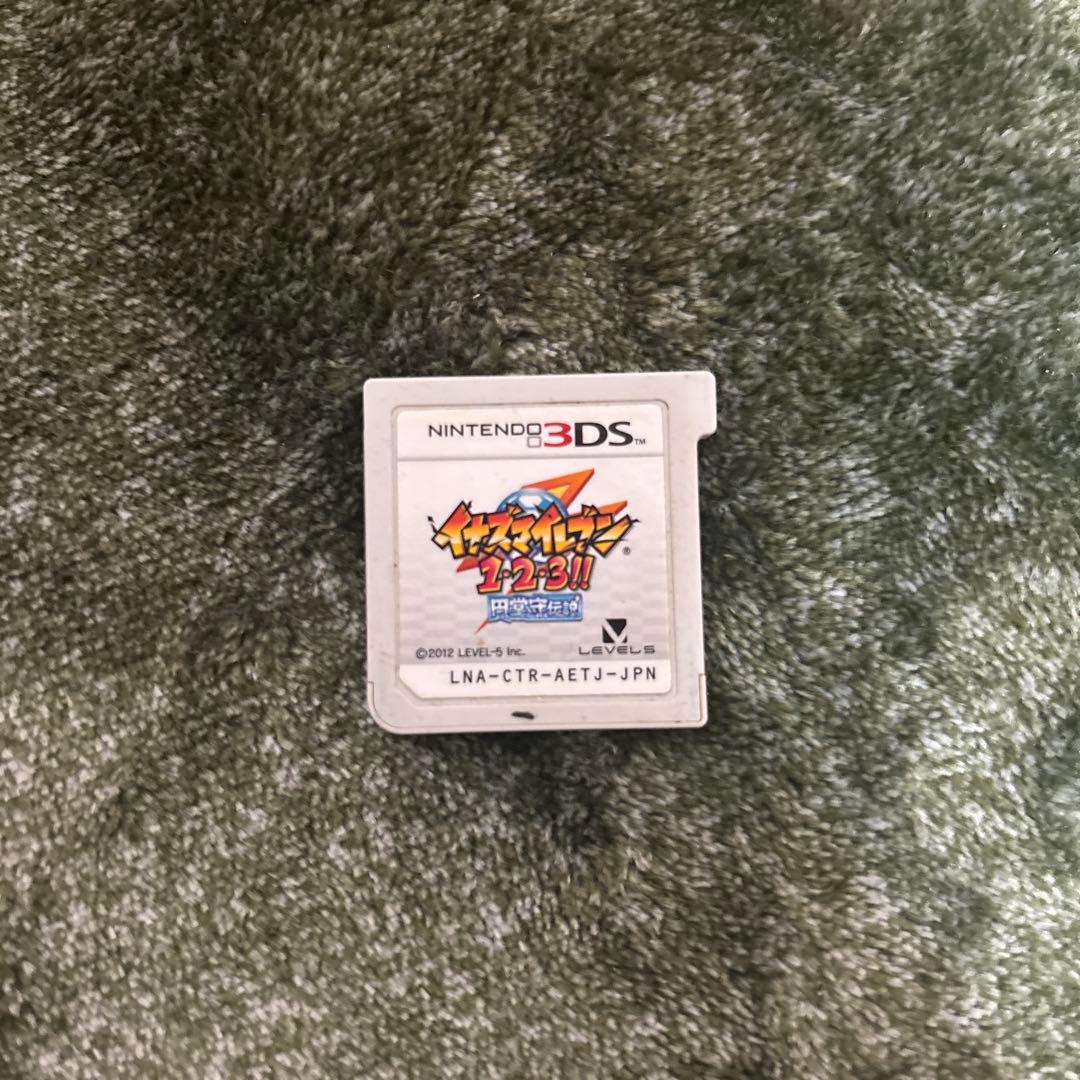 NINTENDO 3DS™
イナズマイレブン®
1・2・3!!
円堂守伝説
LEVEL5
©2012 LEVEL-5 Inc.
LNA-CTR-AETJ-JPN